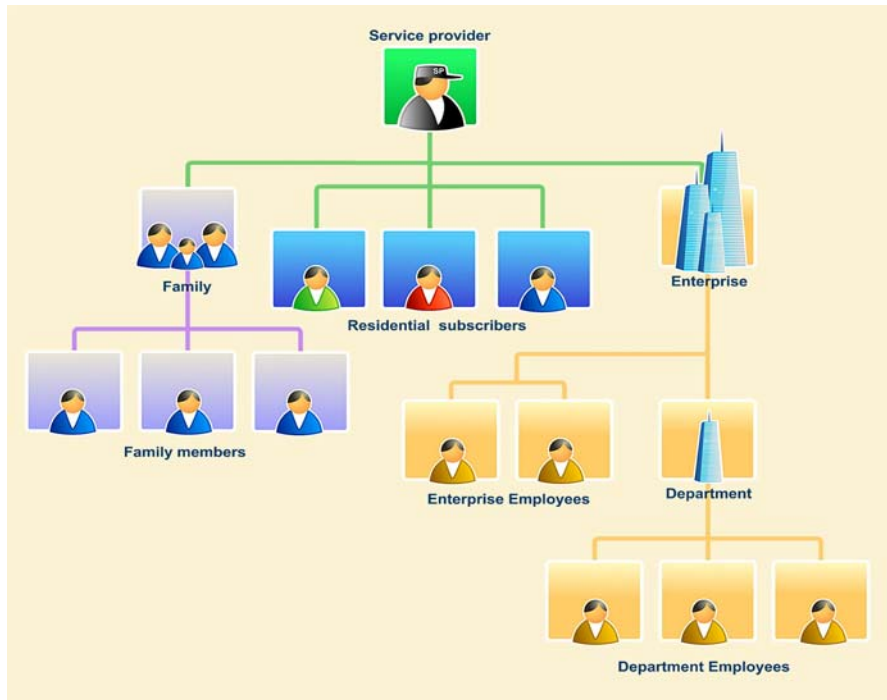 Service provider
SP
Family
Enterprise
Residential subscribers
Family members
Enterprise Employees
Department
Department Employees